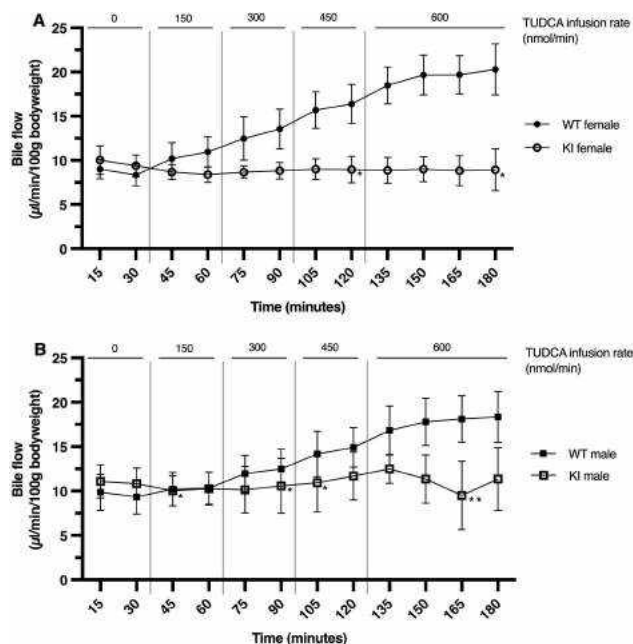 A
0 150 300 450 600
TUDCA infusion rate
(nmol/min)
25
20
15
10
5
0
Bile flow
(µl/min/100g bodyweight)
WT female
KI female
*
*
15 30 45 60 75 90 105 120 135 150 165 180
Time (minutes)
B
0 150 300 450 600
TUDCA infusion rate
(nmol/min)
25
20
15
10
5
0
Bile flow
(µl/min/100g bodyweight)
WT male
KI male
* * * **
15 30 45 60 75 90 105 120 135 150 165 180
Time (minutes)